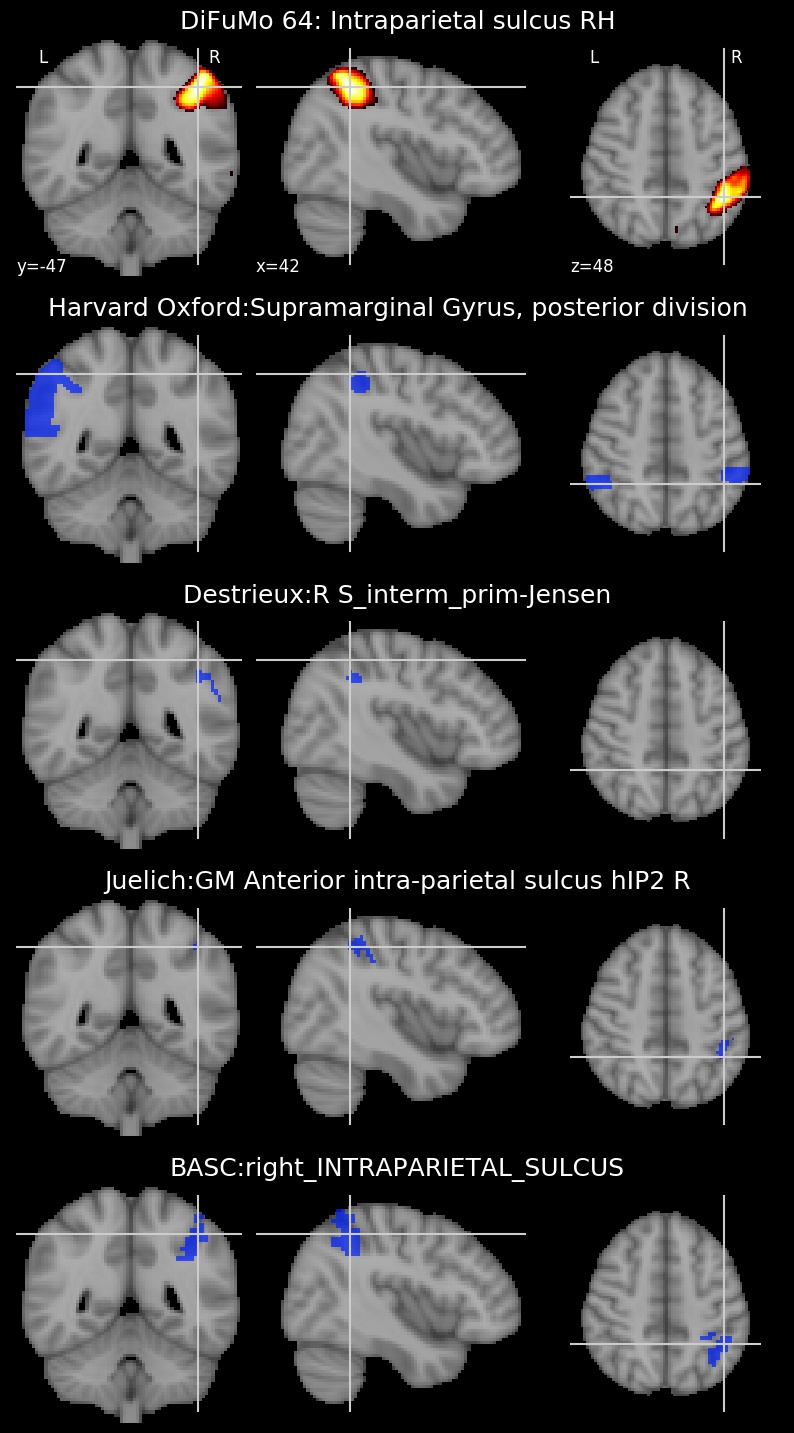 DiFuMo 64: Intraparietal sulcus RH
L R L R
y=-47 x=42 z=48
Harvard Oxford:Supramarginal Gyrus, posterior division
Destrieux:R S_interm_prim-Jensen
Juelich:GM Anterior intra-parietal sulcus hIP2 R
BASC:right_INTRAPARIETAL_SULCUS